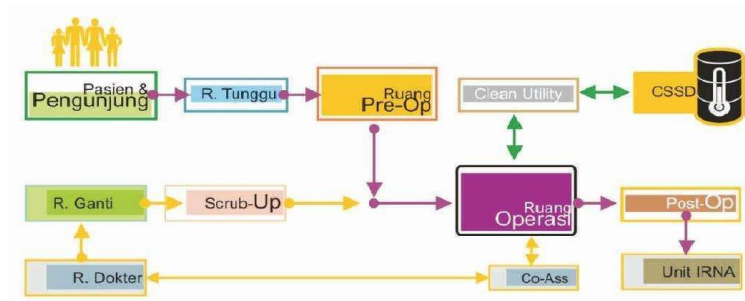 Pasien &
Pengunjung
R. Tunggu
Ruang
Pre-Op
Clean Utility
CSSD
R. Ganti
Scrub-Up
Ruang
Operasi
Post-Op
R. Dokter
Co-Ass
Unit IRNA